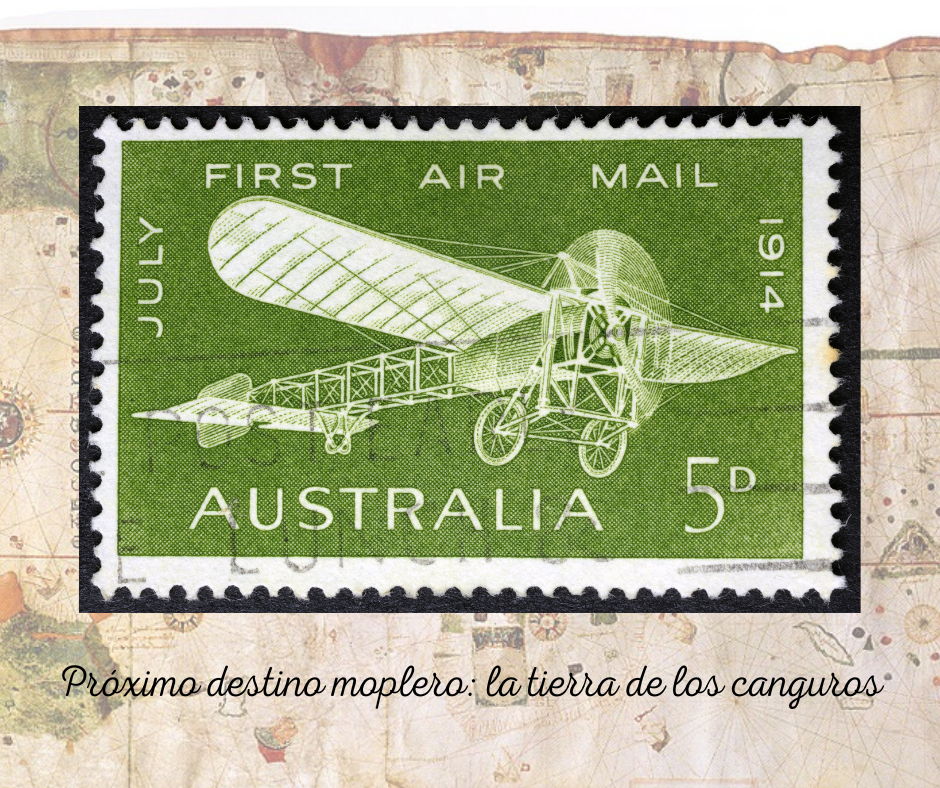 FIRST AIR MAIL
JULY
1914
AUSTRALIA
5D
Próximo destino moplero: la tierra de los canguros